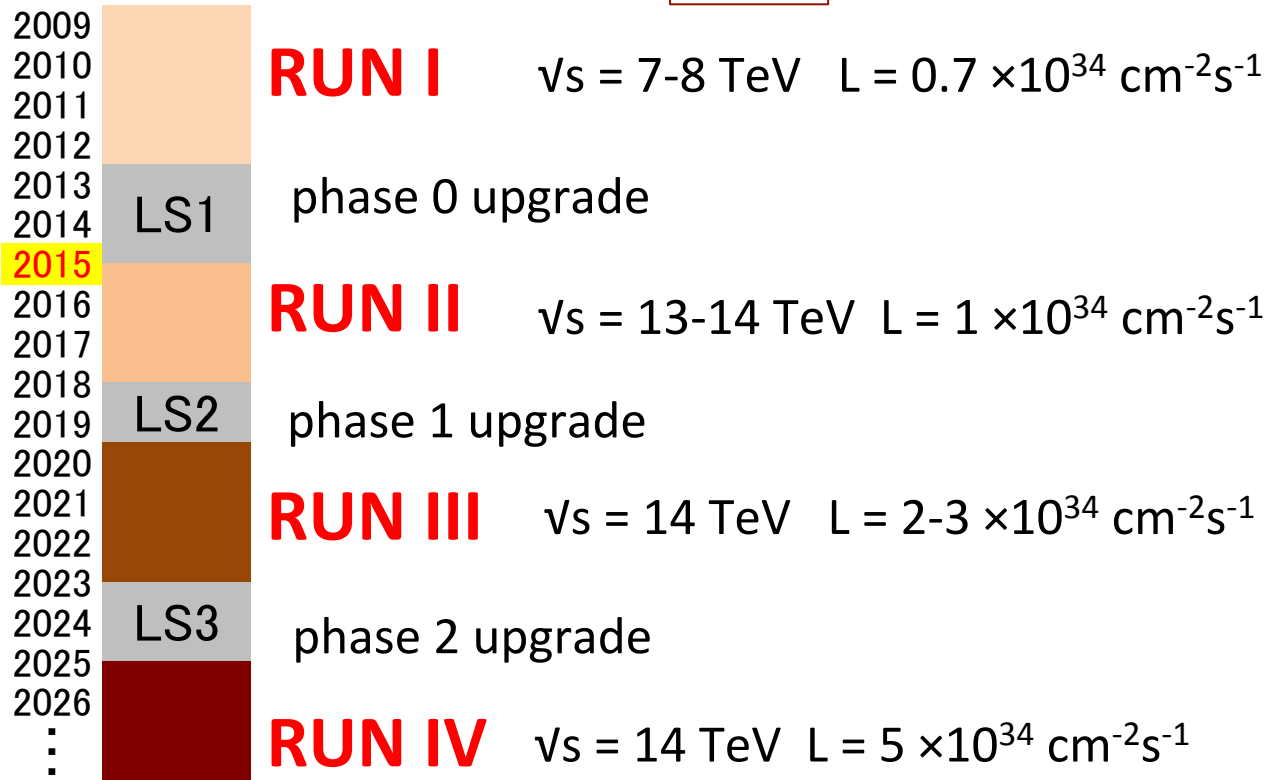 2009
2010
RUN I √s = 7-8 TeV L = 0.7 ×10³⁴ cm⁻²s⁻¹
2011
2012
2013
LS1 phase 0 upgrade
2014
2015
2016
RUN II √s = 13-14 TeV L = 1 ×10³⁴ cm⁻²s⁻¹
2017
2018
LS2 phase 1 upgrade
2019
2020
2021
RUN III √s = 14 TeV L = 2-3 ×10³⁴ cm⁻²s⁻¹
2022
2023
2024
LS3 phase 2 upgrade
2025
2026
⋮
RUN IV √s = 14 TeV L = 5 ×10³⁴ cm⁻²s⁻¹